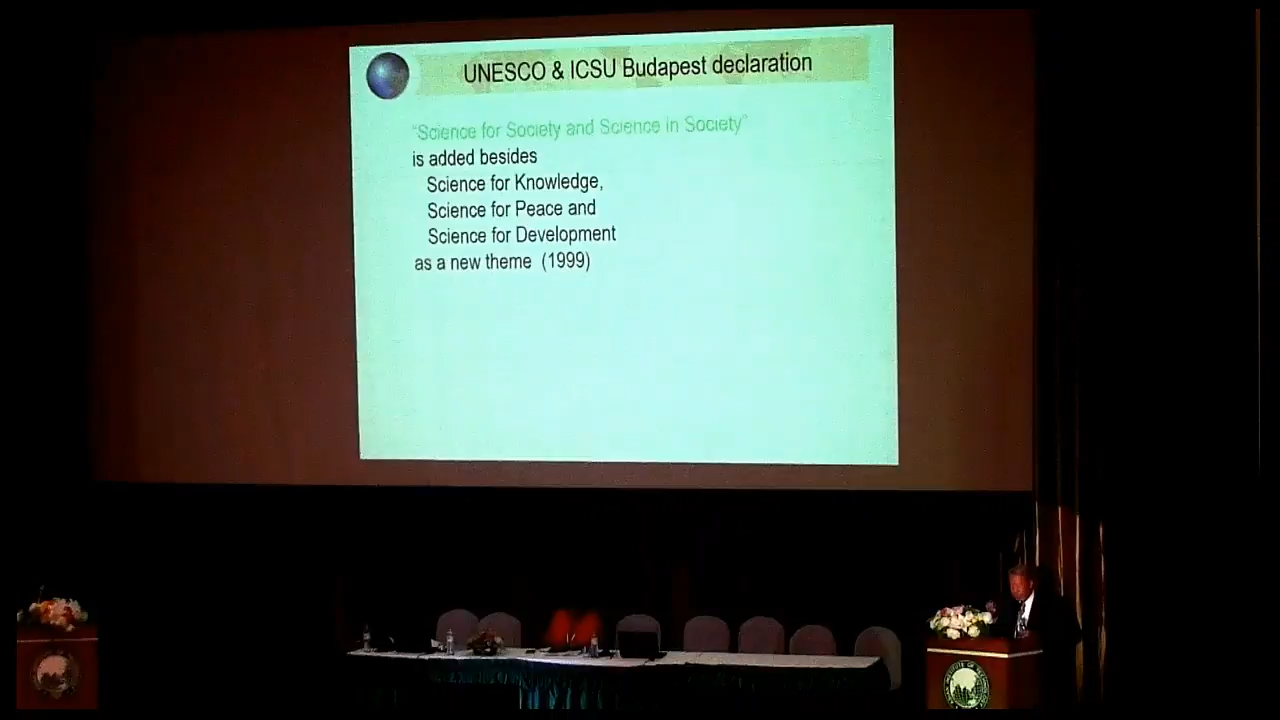 UNESCO & ICSU Budapest declaration
“Science for Society and Science in Society”
is added besides
Science for Knowledge,
Science for Peace and
Science for Development
as a new theme (1999)